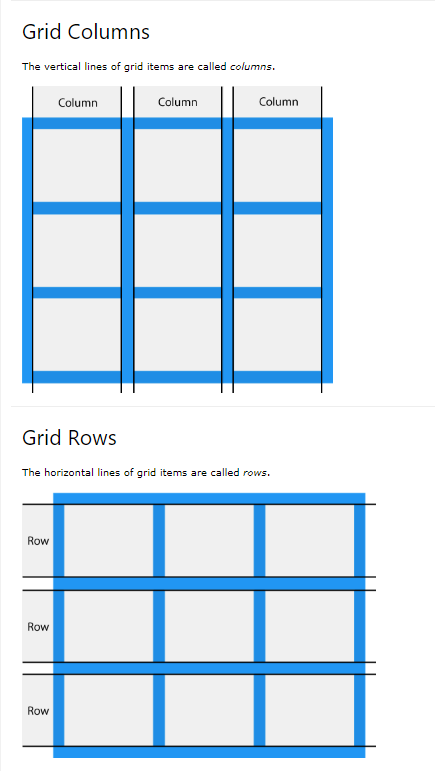 Grid Columns
The vertical lines of grid items are called columns.
Column Column Column
Grid Rows
The horizontal lines of grid items are called rows.
Row
Row
Row